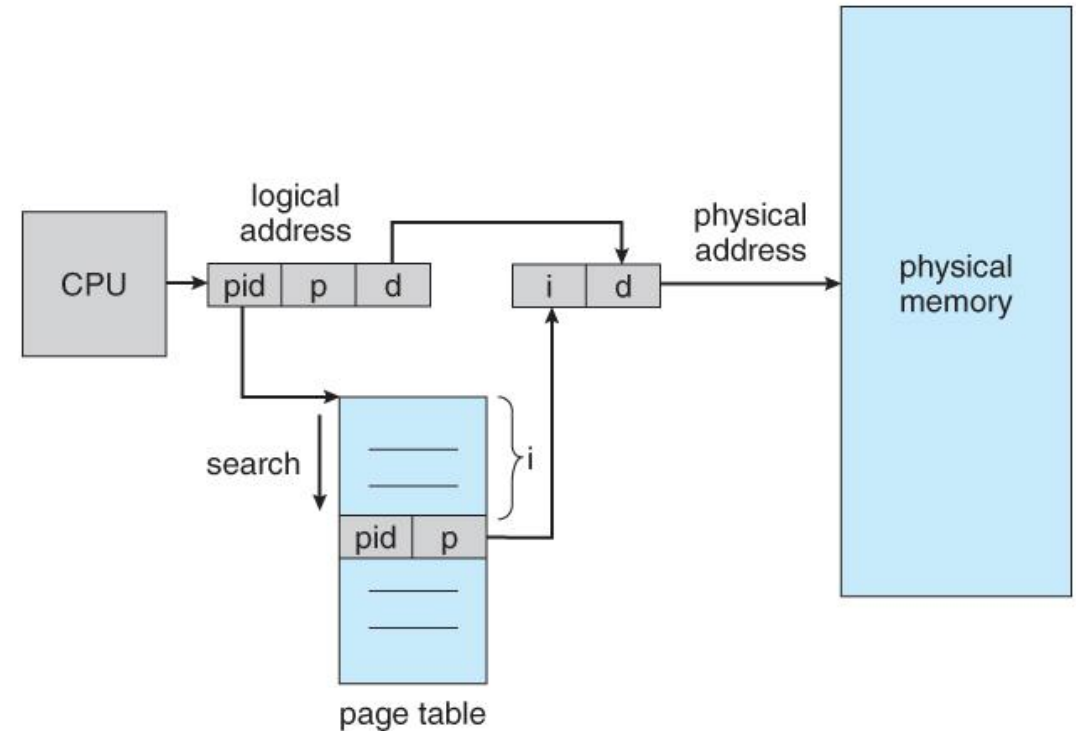 logical
address
physical
address
CPU
pid p d
i d
physical
memory
search
i
pid p
page table